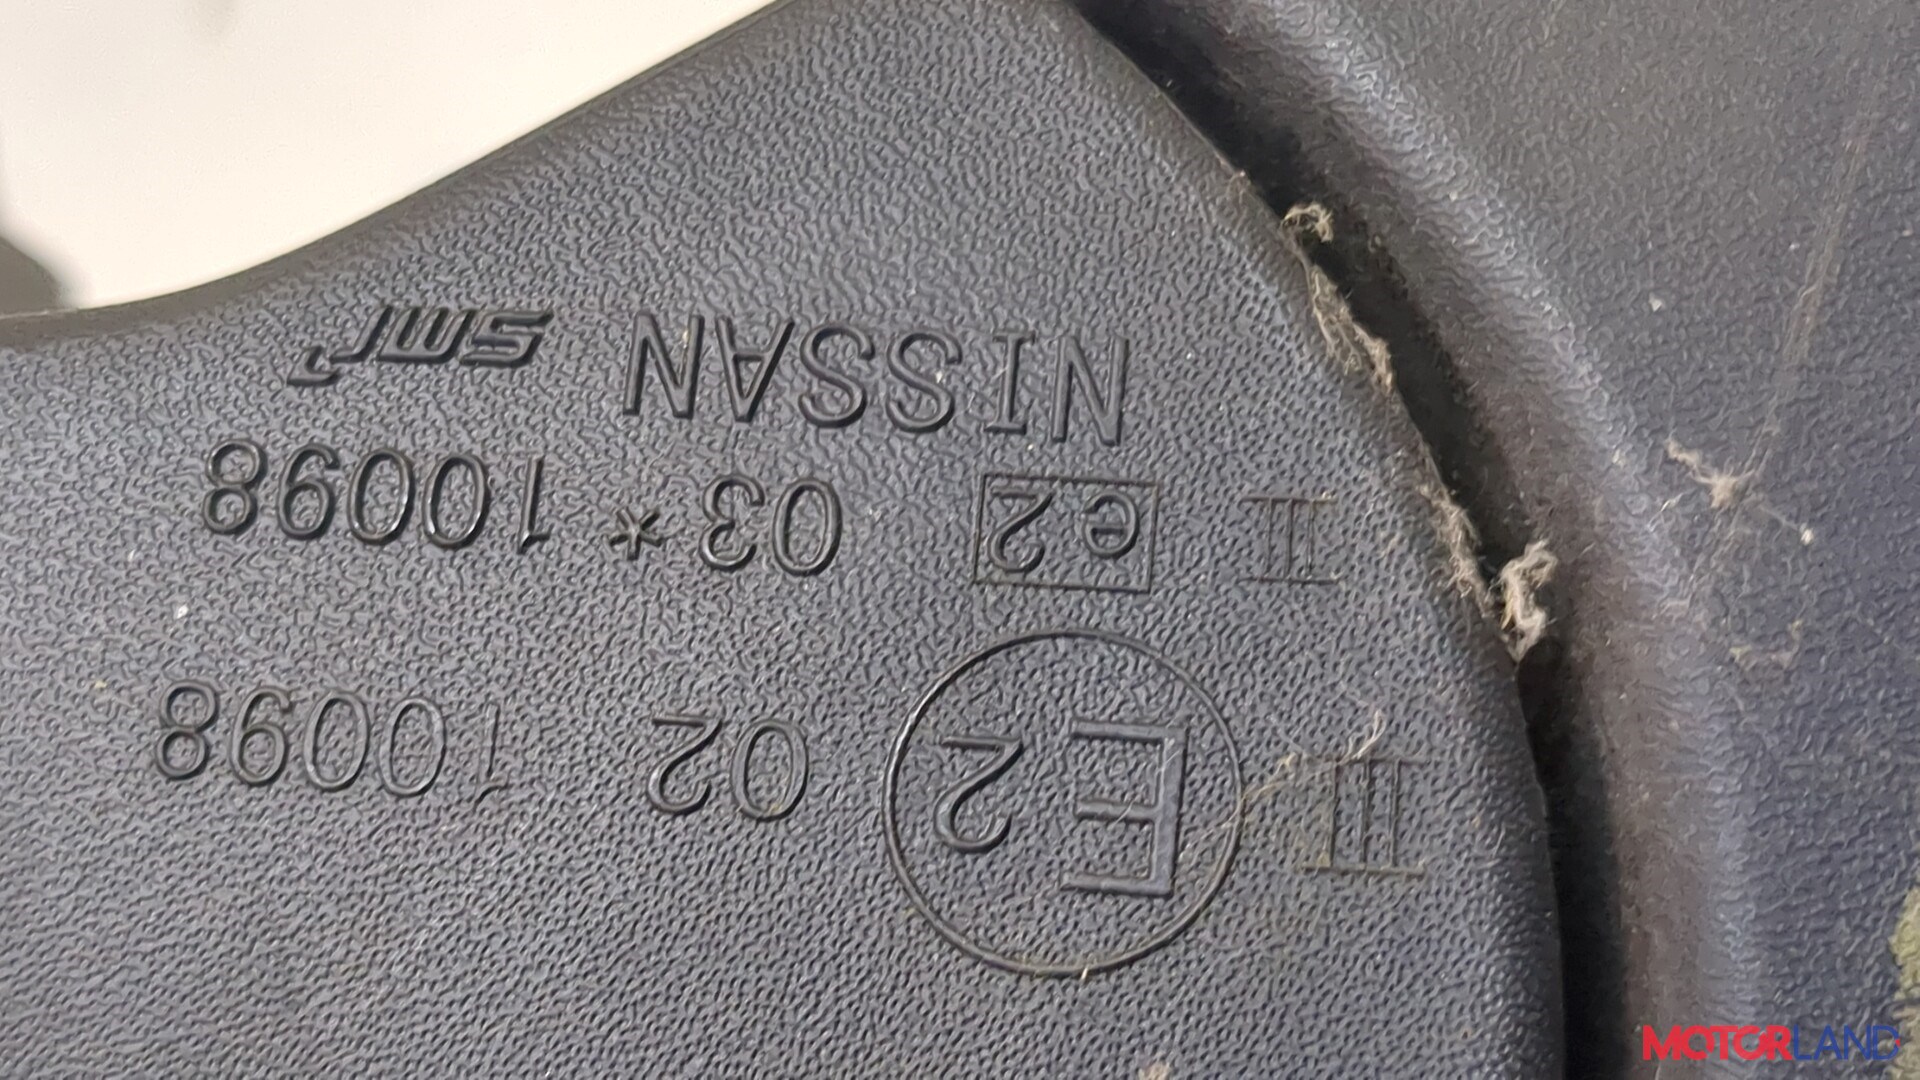 III E2 02 10098
II e2 03*10098
NISSAN smr
MOTORLAND